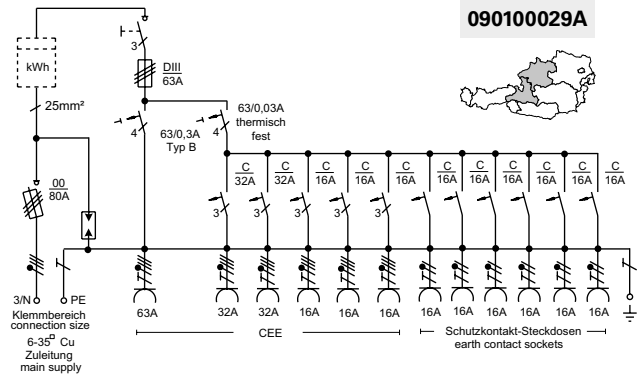 090100029A
kWh
3
DIII
63A
25mm²
4
63/0,3A
Typ B
63/0,03A
thermisch
fest
4
00
80A
C
32A
C
32A
C
16A
C
16A
C
16A
C
16A
C
16A
C
16A
C
16A
C
16A
3
3
3
3
3
3/N
PE
63A
32A
32A
16A
16A
16A
16A
16A
16A
16A
16A
Klemmbereich
connection size
6-35□ Cu
Zuleitung
main supply
CEE
Schutzkontakt-Steckdosen
earth contact sockets